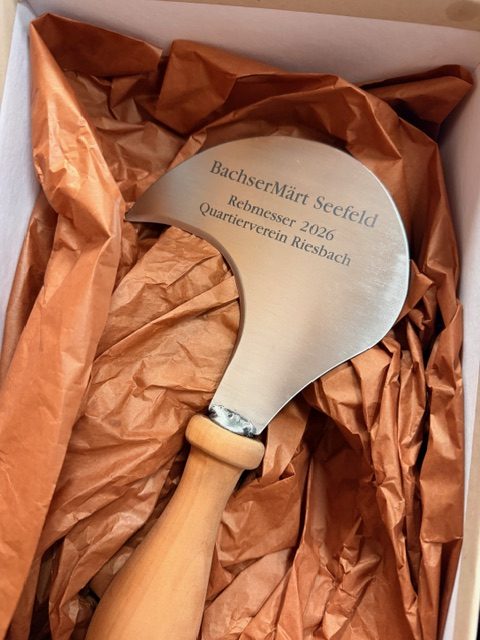 BachserMärt Seefeld
Rebmesser 2026
Quartierverein Riesbach